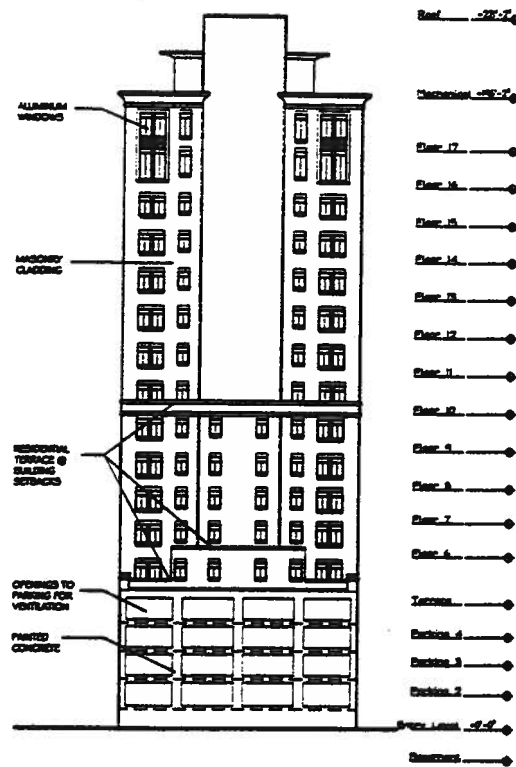 Roof
Mechanical
ALUMINUM
WINDOWS
Floor 17
Floor 16
Floor 15
MASONRY
CLADDING
Floor 14
Floor 13
Floor 12
Floor 11
Floor 10
RESIDENTIAL
TERRACE @
BUILDING
SETBACKS
Floor 9
Floor 8
Floor 7
Floor 6
OPENINGS TO
PARKING FOR
VENTILATION
Terrace
PAINTED
CONCRETE
Parking 4
Parking 3
Parking 2
Entry Level
Basement